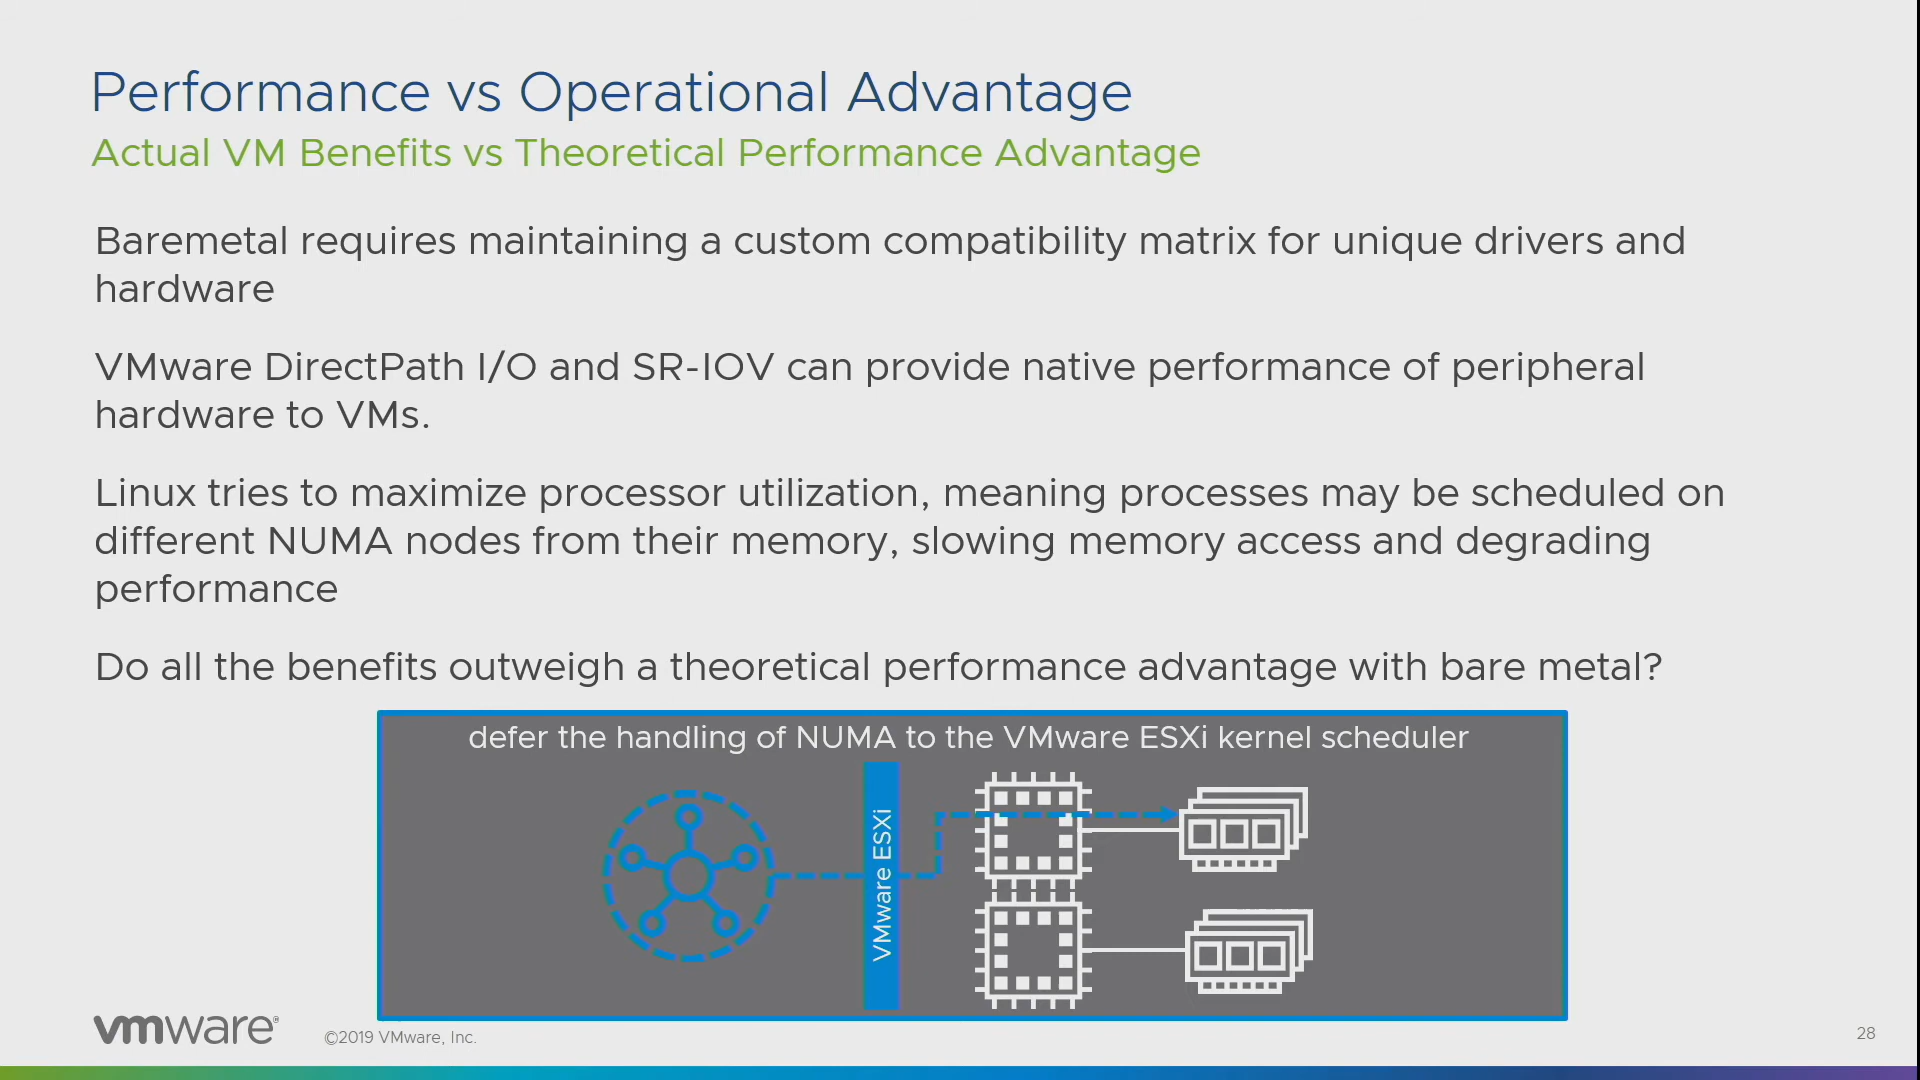 Performance vs Operational Advantage
Actual VM Benefits vs Theoretical Performance Advantage
Baremetal requires maintaining a custom compatibility matrix for unique drivers and
hardware
VMware DirectPath I/O and SR-IOV can provide native performance of peripheral
hardware to VMs.
Linux tries to maximize processor utilization, meaning processes may be scheduled on
different NUMA nodes from their memory, slowing memory access and degrading
performance
Do all the benefits outweigh a theoretical performance advantage with bare metal?
defer the handling of NUMA to the VMware ESXi kernel scheduler
VMware ESXi
vmware®
©2019 VMware, Inc.
28